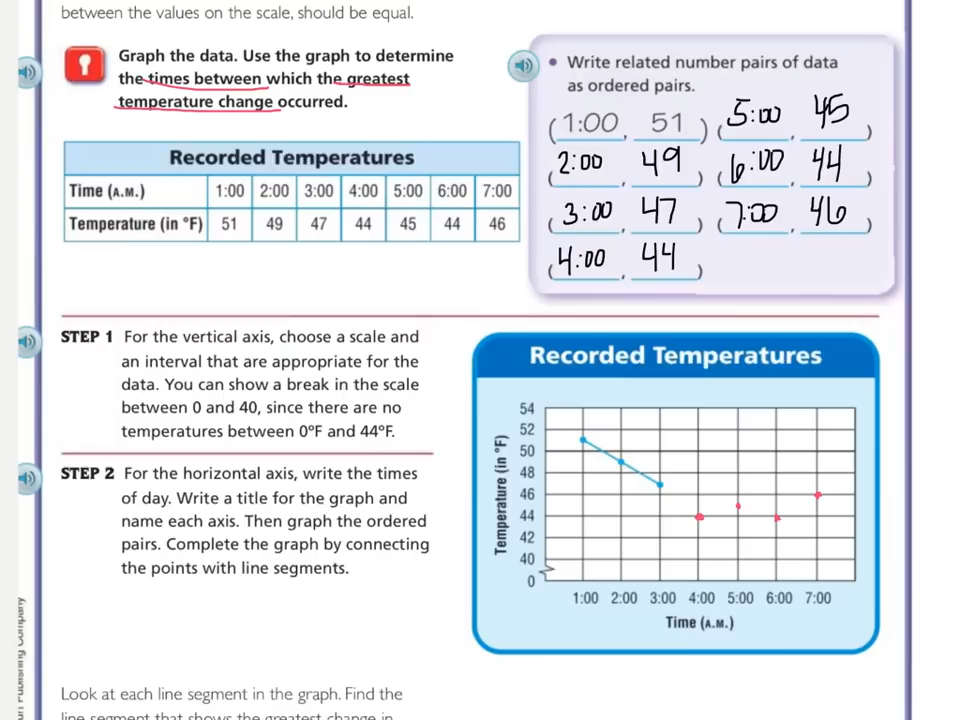 between the values on the scale, should be equal.
Graph the data. Use the graph to determine
the times between which the greatest
temperature change occurred.
Recorded Temperatures
Time (A.M.) 1:00 2:00 3:00 4:00 5:00 6:00 7:00
Temperature (in °F) 51 49 47 44 45 44 46
• Write related number pairs of data
as ordered pairs.
(1:00, 51) (5:00, 45)
(2:00, 49) (6:00, 44)
(3:00, 47) (7:00, 46)
(4:00, 44)
STEP 1 For the vertical axis, choose a scale and
an interval that are appropriate for the
data. You can show a break in the scale
between 0 and 40, since there are no
temperatures between 0°F and 44°F.
STEP 2 For the horizontal axis, write the times
of day. Write a title for the graph and
name each axis. Then graph the ordered
pairs. Complete the graph by connecting
the points with line segments.
Recorded Temperatures
Temperature (in °F)
54
52
50
48
46
44
42
40
0
1:00 2:00 3:00 4:00 5:00 6:00 7:00
Time (A.M.)
Publishing Company
Look at each line segment in the graph. Find the
line segment that shows the greatest change in